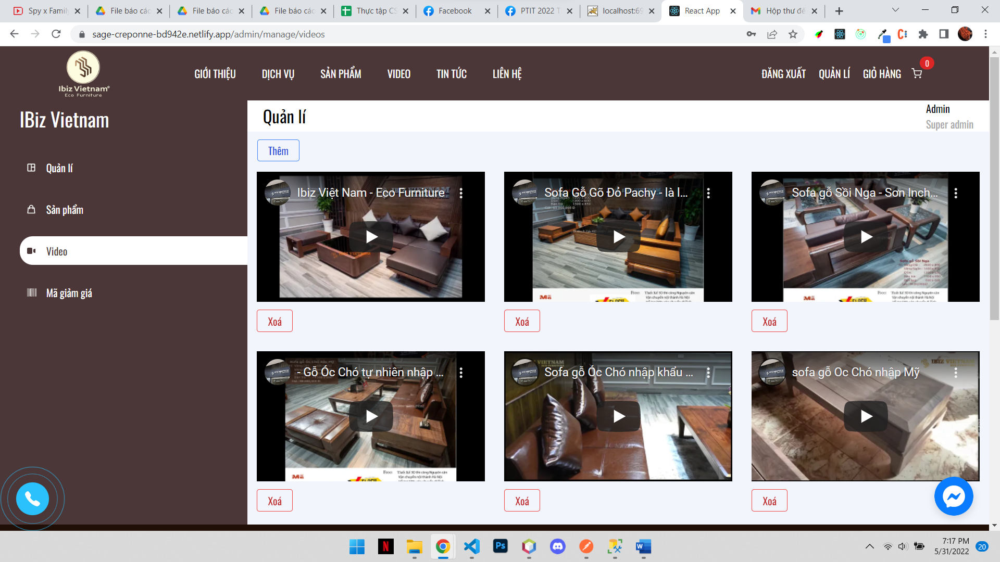 Spy x Famil
File báo cáo
File báo cáo
File báo cáo
Thực tập CS
Facebook
PTIT 2022 T
localhost:69
React App
Hộp thư đế
sage-creponne-bd942e.netlify.app/admin/manage/videos
Ibiz Vietnam
Eco Furniture
GIỚI THIỆU
DỊCH VỤ
SẢN PHẨM
VIDEO
TIN TỨC
LIÊN HỆ
ĐĂNG XUẤT
QUẢN LÍ
GIỎ HÀNG
0
IBiz Vietnam
Quản lí
Sản phẩm
Video
Mã giảm giá
Quản lí
Admin
Super admin
Thêm
Ibiz Việt Nam - Eco Furniture
Sofa Gỗ Gõ Đỏ Pachy - là l...
Sofa gỗ Sồi Nga - Sơn Inch...
Xoá
Xoá
Xoá
- Gỗ Óc Chó tự nhiên nhập ...
Sofa gỗ Óc Chó nhập khẩu ...
sofa gỗ Oc Chó nhập Mỹ
Xoá
Xoá
Xoá
7:17 PM
5/31/2022
20